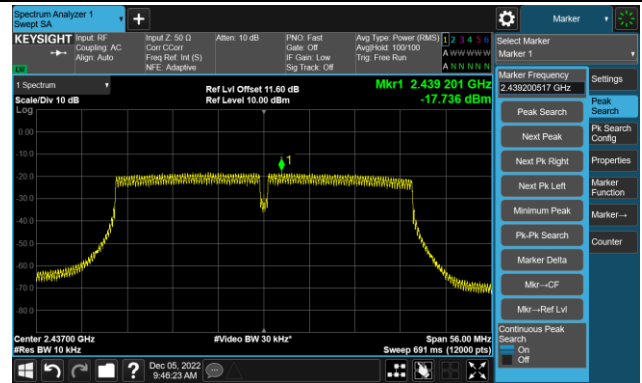 Spectrum Analyzer 1
Swept SA
Marker
KEYSIGHT
Input: RF
Coupling: AC
Align: Auto
Input Z: 50 Ω
Corr CCorr
Freq Ref: Int (S)
NFE: Adaptive
Atten: 10 dB
PNO: Fast
Gate: Off
IF Gain: Low
Sig Track: Off
Avg Type: Power (RMS)
Avg|Hold: 100/100
Trig: Free Run
1 2 3 4 5 6
A W W W W W
A N N N N N
Select Marker
Marker 1
1 Spectrum
Scale/Div 10 dB
Log
Ref Lvl Offset 11.60 dB
Ref Level 10.00 dBm
Mkr1 2.439 201 GHz
-17.736 dBm
0.00
-10.0
-20.0
-30.0
-40.0
-50.0
-60.0
-70.0
-80.0
1
Center 2.43700 GHz
#Res BW 10 kHz
#Video BW 30 kHz*
Span 56.00 MHz
Sweep 691 ms (12000 pts)
Marker Frequency
2.439200517 GHz
Peak Search
Next Peak
Next Pk Right
Next Pk Left
Minimum Peak
Pk-Pk Search
Marker Delta
Mkr→CF
Mkr→Ref Lvl
Continuous Peak
Search
On
Off
Settings
Peak
Search
Pk Search
Config
Properties
Marker
Function
Marker→
Counter
Dec 05, 2022
9:46:23 AM